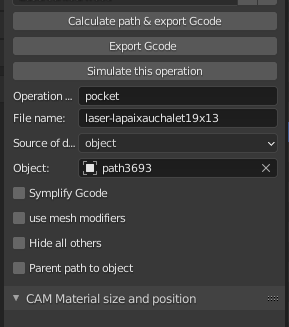 Calculate path & export Gcode
Export Gcode
Simulate this operation
Operation ... pocket
File name: laser-lapaixauchalet19x13
Source of d... object
Object: path3693
Symplify Gcode
use mesh modifiers
Hide all others
Parent path to object
CAM Material size and position